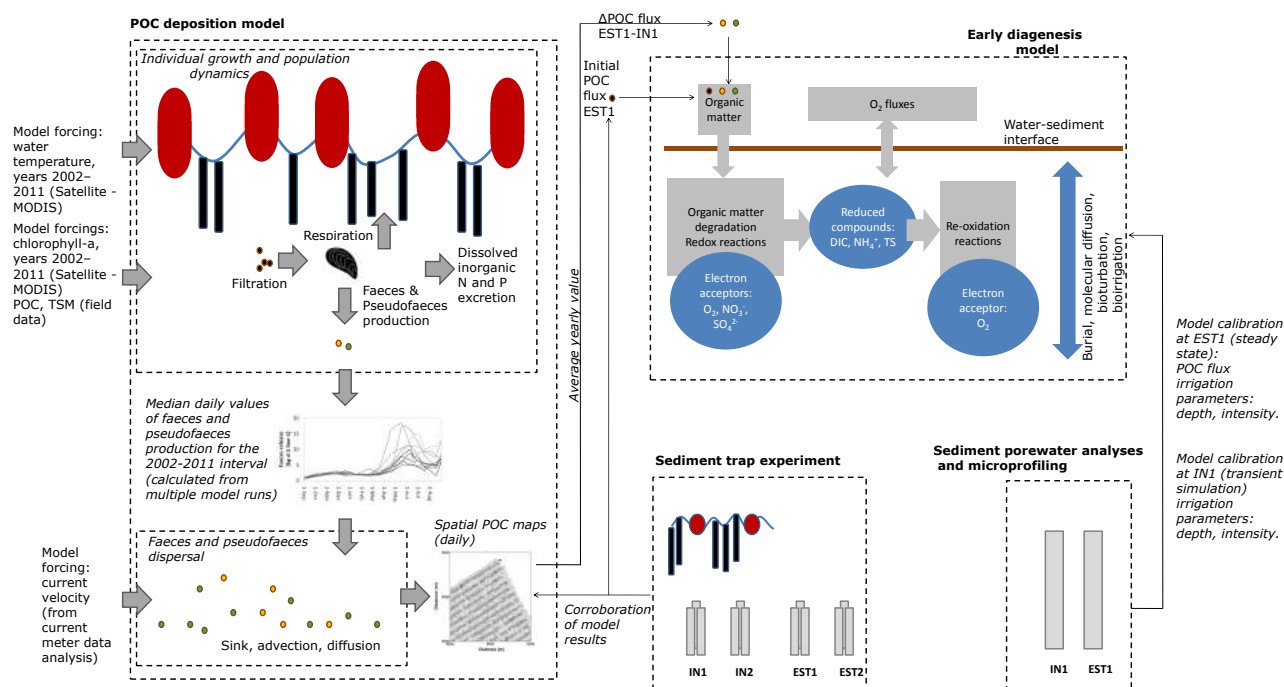 POC deposition model
Individual growth and population
dynamics
Model forcing:
water
temperature,
years 2002–
2011 (Satellite -
MODIS)
Model forcings:
chlorophyll-a,
years 2002–
2011 (Satellite -
MODIS)
POC, TSM (field
data)
Filtration
Respiration
Dissolved
inorganic
N and P
excretion
Faeces &
Pseudofaeces
production
Median daily values
of faeces and
pseudofaeces
production for the
2002-2011 interval
(calculated from
multiple model runs)
Faeces and pseudofaeces
dispersal
Sink, advection, diffusion
Model
forcing:
current
velocity
(from
current
meter data
analysis)
Spatial POC maps
(daily)
Average yearly value
ΔPOC flux
EST1-IN1
Initial
POC
flux
EST1
Corroboration
of model
results
Early diagenesis
model
Organic
matter
O₂ fluxes
Water-sediment
interface
Organic matter
degradation
Redox reactions
Electron
acceptors:
O₂, NO₃⁻,
SO₄²⁻
Reduced
compounds:
DIC, NH₄⁺, TS
Re-oxidation
reactions
Electron
acceptor:
O₂
Burial, molecular diffusion,
bioturbation,
bioirrigation
Model calibration
at EST1 (steady
state):
POC flux
irrigation
parameters:
depth, intensity.
Model calibration
at IN1 (transient
simulation)
irrigation
parameters:
depth, intensity.
Sediment trap experiment
IN1
IN2
EST1
EST2
Sediment porewater analyses
and microprofiling
IN1
EST1